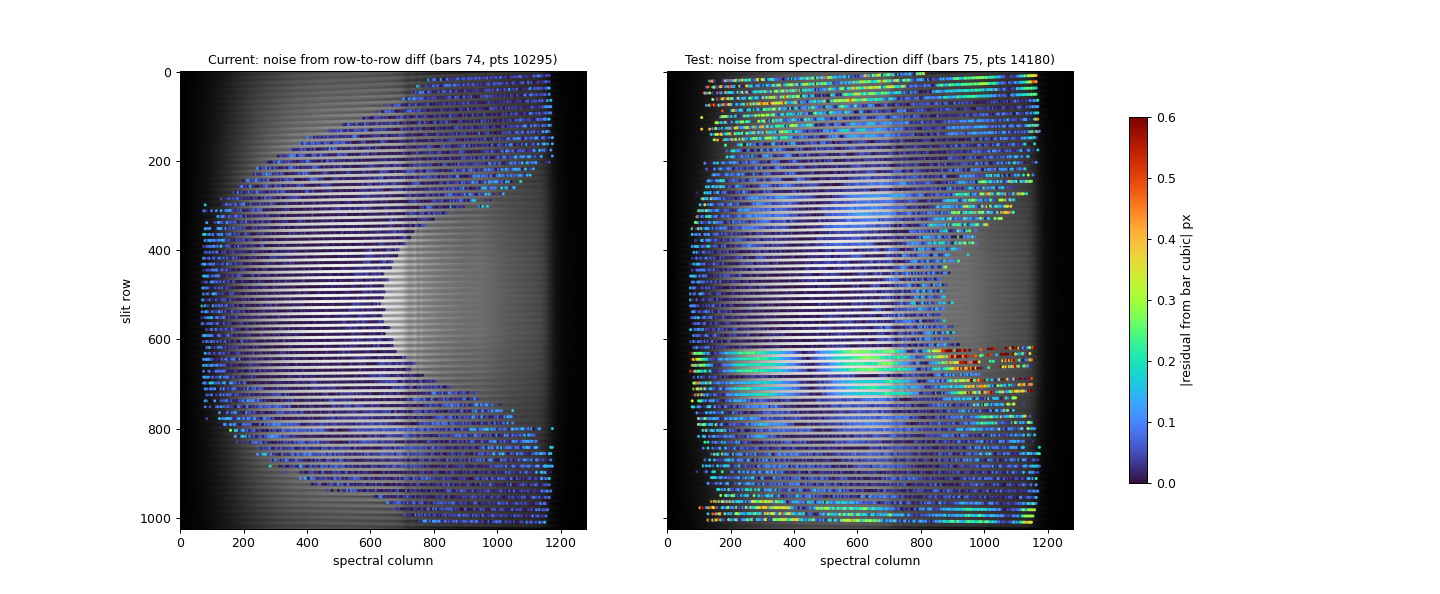 Current: noise from row-to-row diff (bars 74, pts 10295)
Test: noise from spectral-direction diff (bars 75, pts 14180)
0
200
400
600
800
1000
slit row
0 200 400 600 800 1000 1200
spectral column
0 200 400 600 800 1000 1200
spectral column
0.6
0.5
0.4
0.3
0.2
0.1
0.0
|residual from bar cubic| px